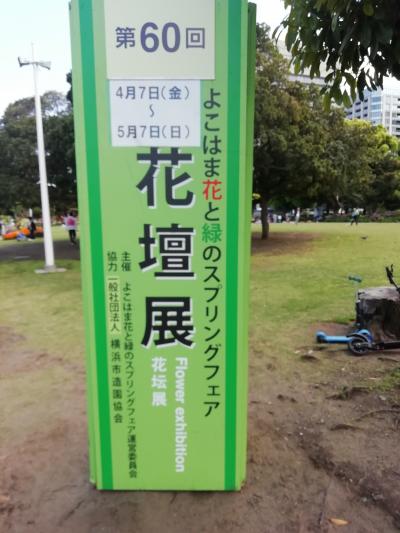 第60回
4月7日(金)
~
5月7日(日)
よこはま花と緑のスプリングフェア
花壇展
Flower exhibition
花坛展
主催 よこはま花と緑のスプリングフェア運営委員会
協力 一般社団法人 横浜市造園協会